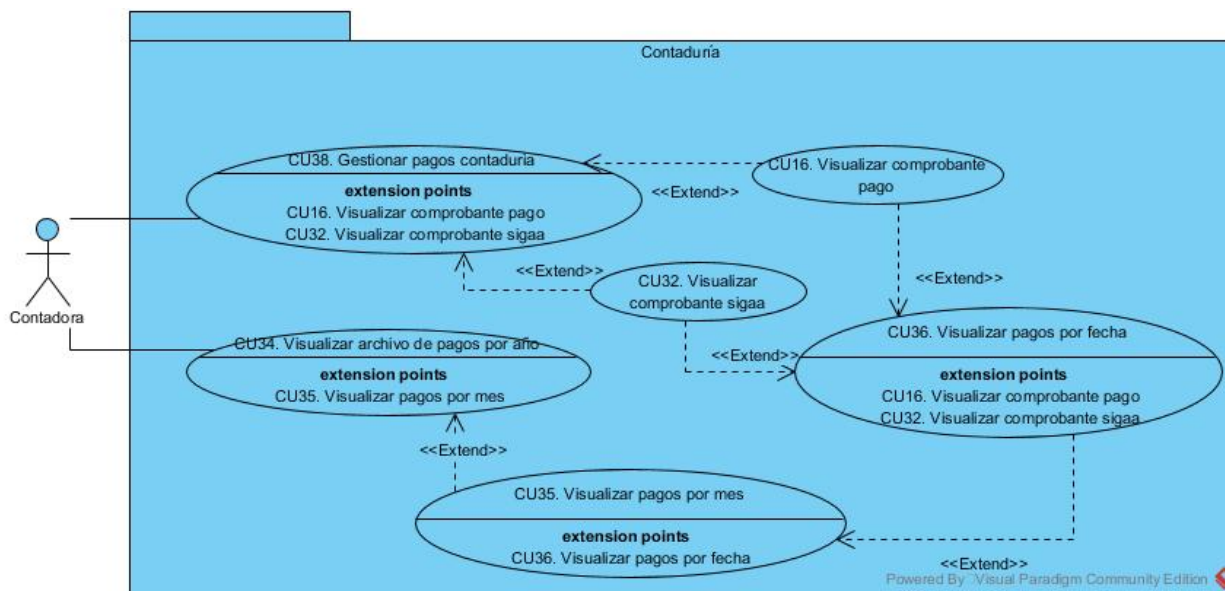 Contaduría
CU38. Gestionar pagos contaduria
extension points
CU16. Visualizar comprobante pago
CU32. Visualizar comprobante sigaa
<<Extend>>
CU16. Visualizar comprobante
pago
<<Extend>>
CU32. Visualizar
comprobante sigaa
<<Extend>>
Contadora
CU34. Visualizar archivo de pagos por año
extension points
CU35. Visualizar pagos por mes
<<Extend>>
CU36. Visualizar pagos por fecha
extension points
CU16. Visualizar comprobante pago
CU32. Visualizar comprobante sigaa
<<Extend>>
CU35. Visualizar pagos por mes
extension points
CU36. Visualizar pagos por fecha
<<Extend>>
Powered By Visual Paradigm Community Edition